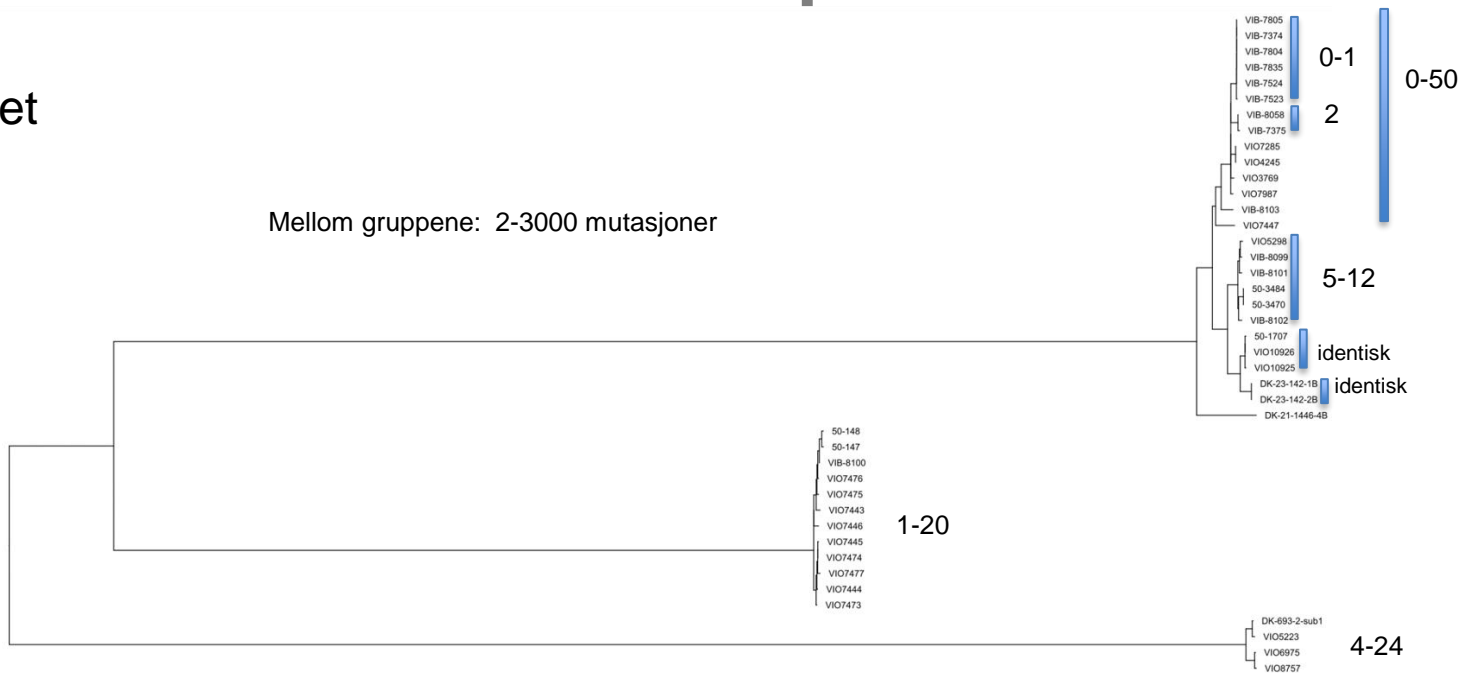 et
Mellom gruppene: 2-3000 mutasjoner
VIB-7805
VIB-7374
VIB-7804
VIB-7835
VIB-7524
VIB-7523
0-1
0-50
VIB-8058
VIB-7375
2
VIO7285
VIO4245
VIO3769
VIO7987
VIB-8103
VIO7447
VIO5298
VIB-8099
VIB-8101
50-3484
50-3470
VIB-8102
5-12
50-1707
VIO10926
VIO10925
identisk
DK-23-142-1B
DK-23-142-2B
identisk
DK-21-1446-4B
50-148
50-147
VIB-8100
VIO7476
VIO7475
VIO7443
VIO7446
VIO7445
VIO7474
VIO7477
VIO7444
VIO7473
1-20
DK-693-2-sub1
VIO5223
VIO6975
VIO8757
4-24